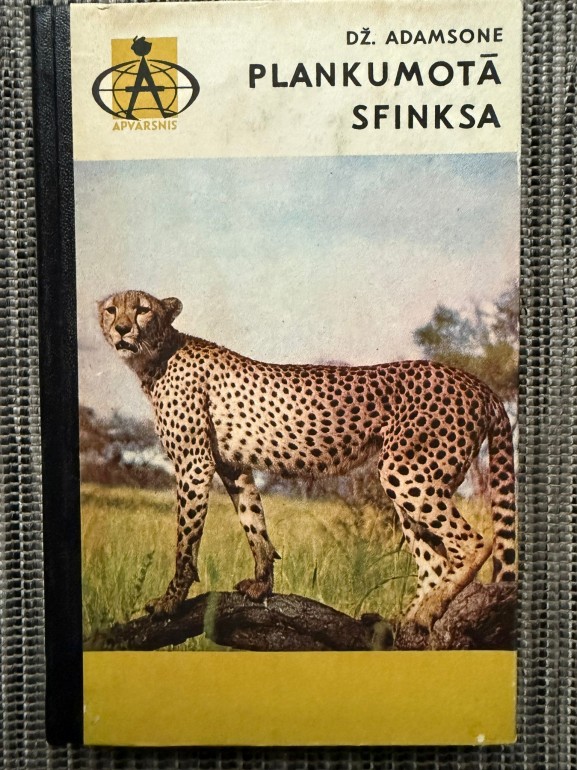 DŽ. ADAMSONE
PLANKUMOTĀ
SFINKSA
APVĀRSNIS